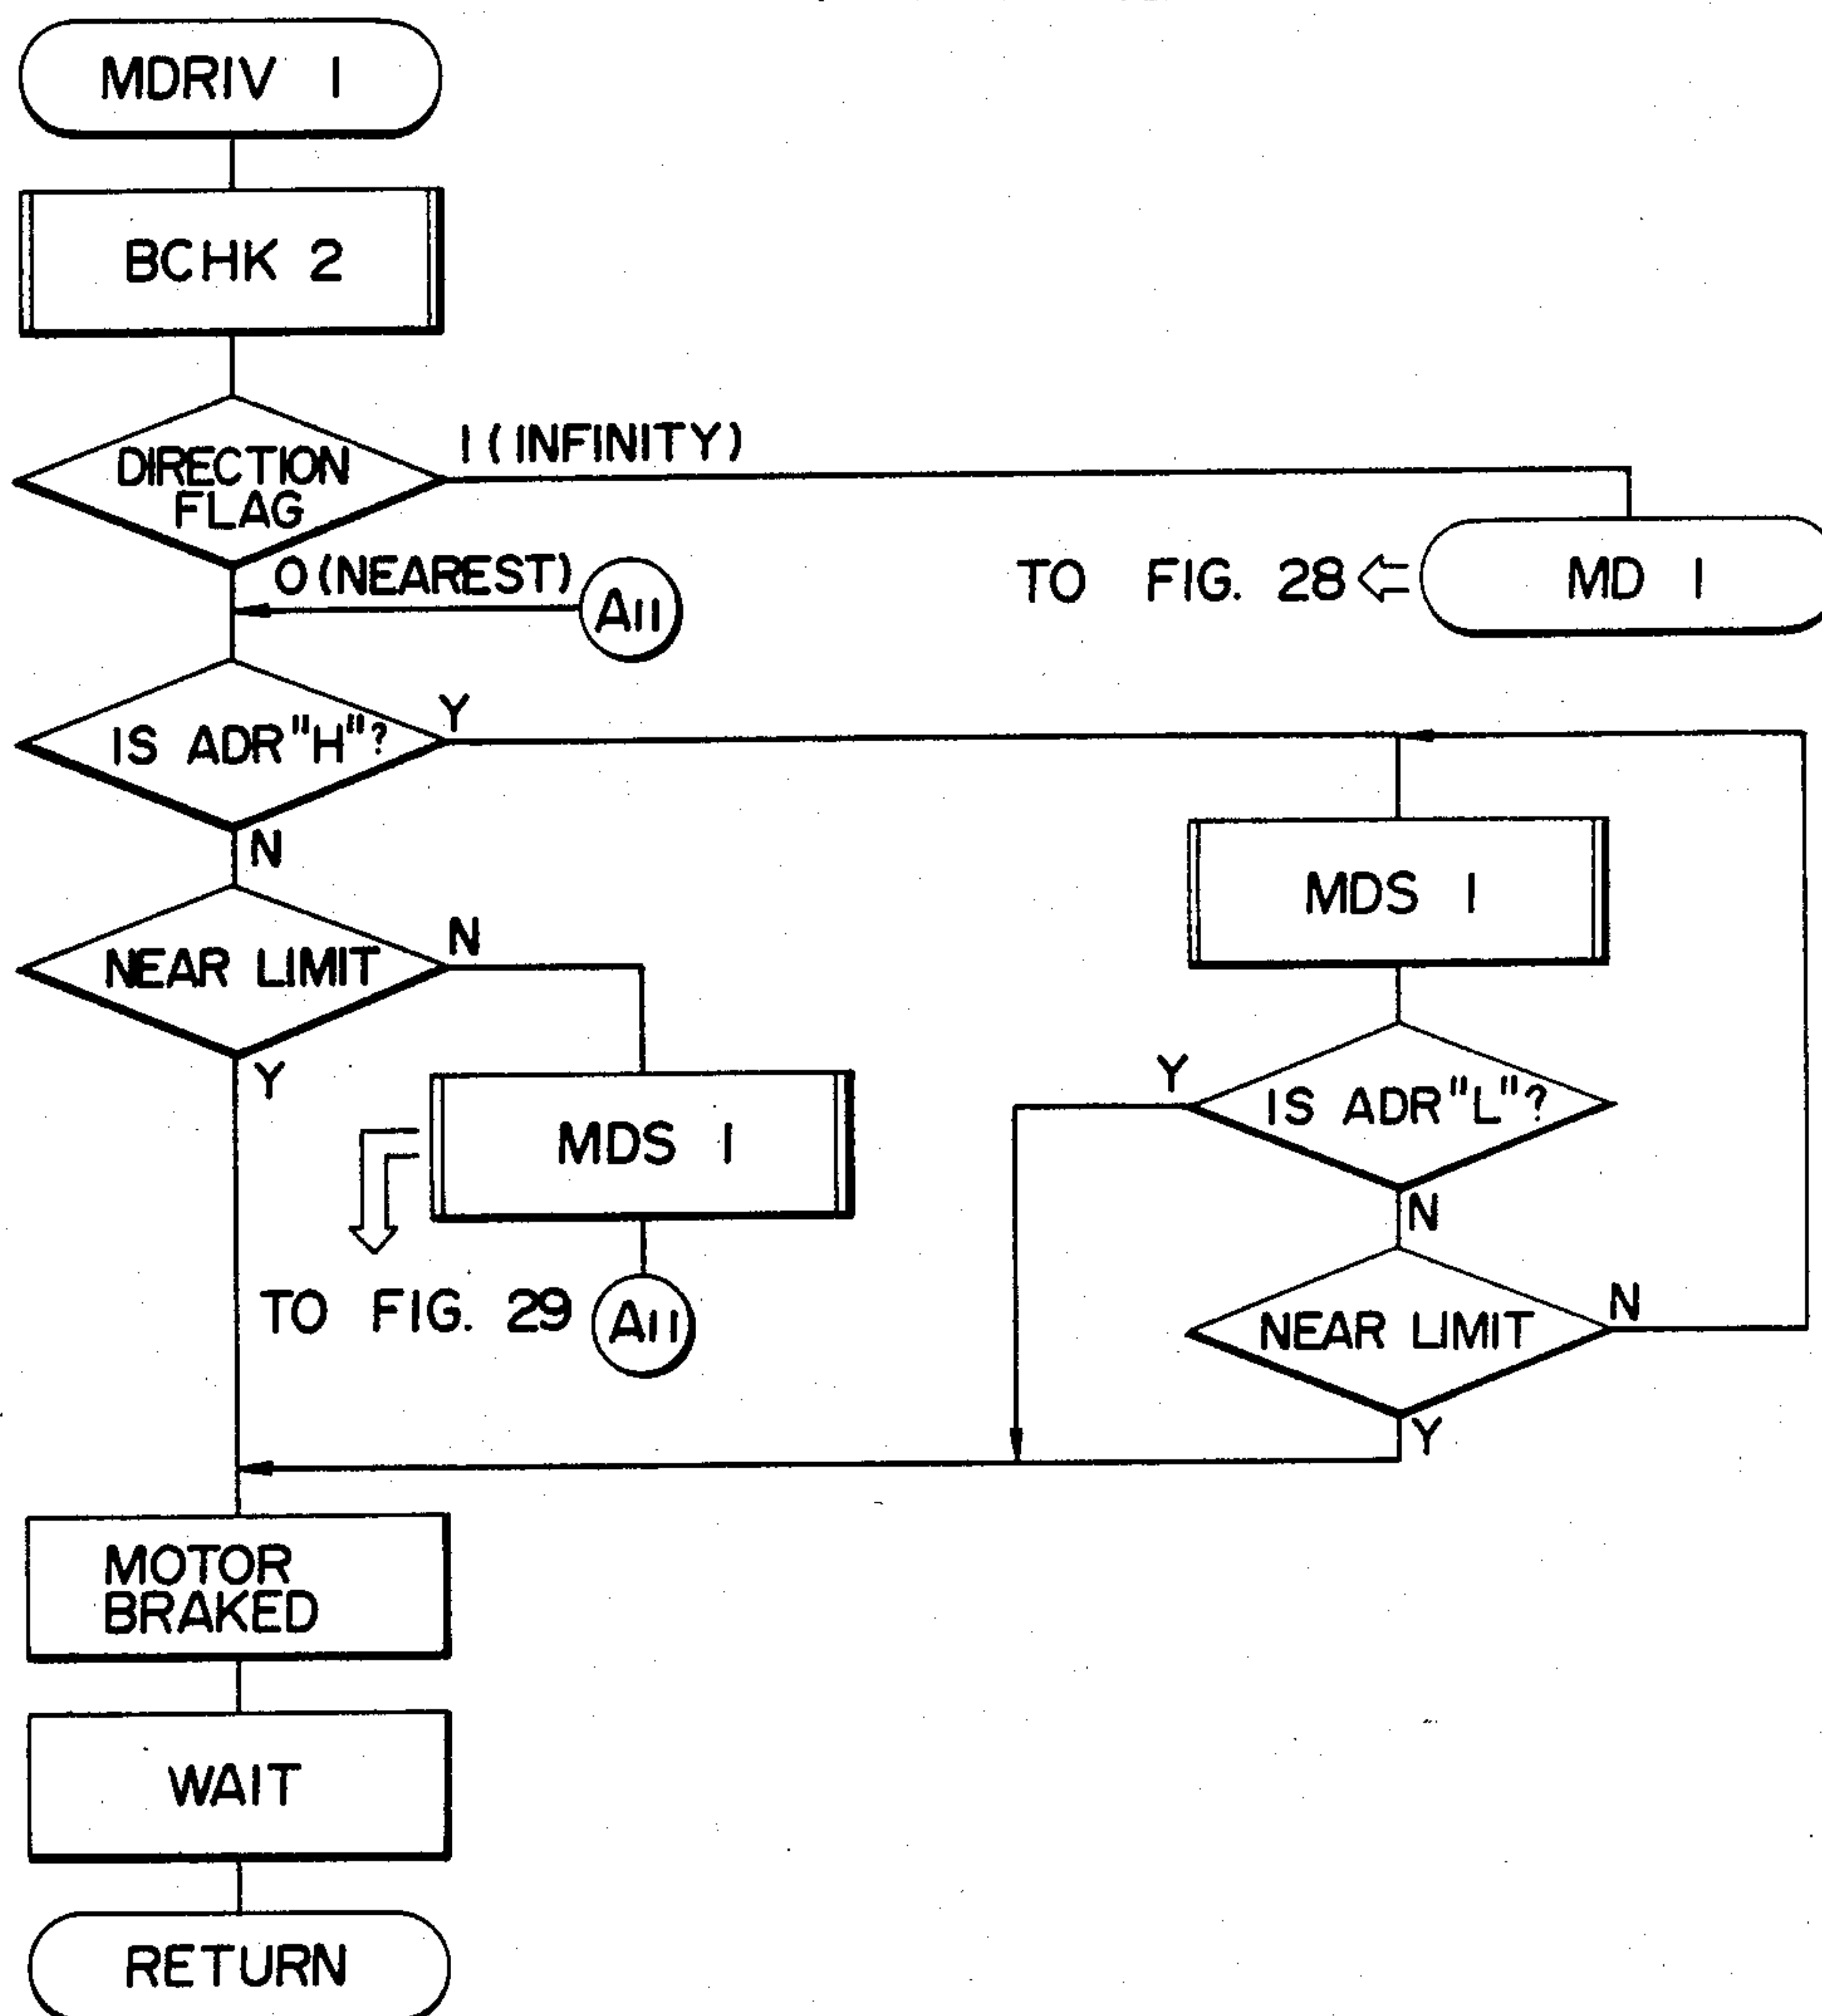 MDRIV 1
BCHK 2
DIRECTION
FLAG
1 (INFINITY)
0 (NEAREST)
A11
TO FIG. 28
MD 1
IS ADR "H"?
Y
N
NEAR LIMIT
N
Y
MDS 1
TO FIG. 29
A11
MDS 1
IS ADR "L"?
Y
N
NEAR LIMIT
N
Y
MOTOR
BRAKED
WAIT
RETURN